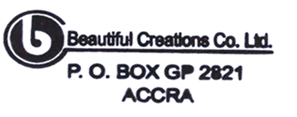 b Beautiful Creations Co. Ltd.
P. O. BOX GP 2821
ACCRA